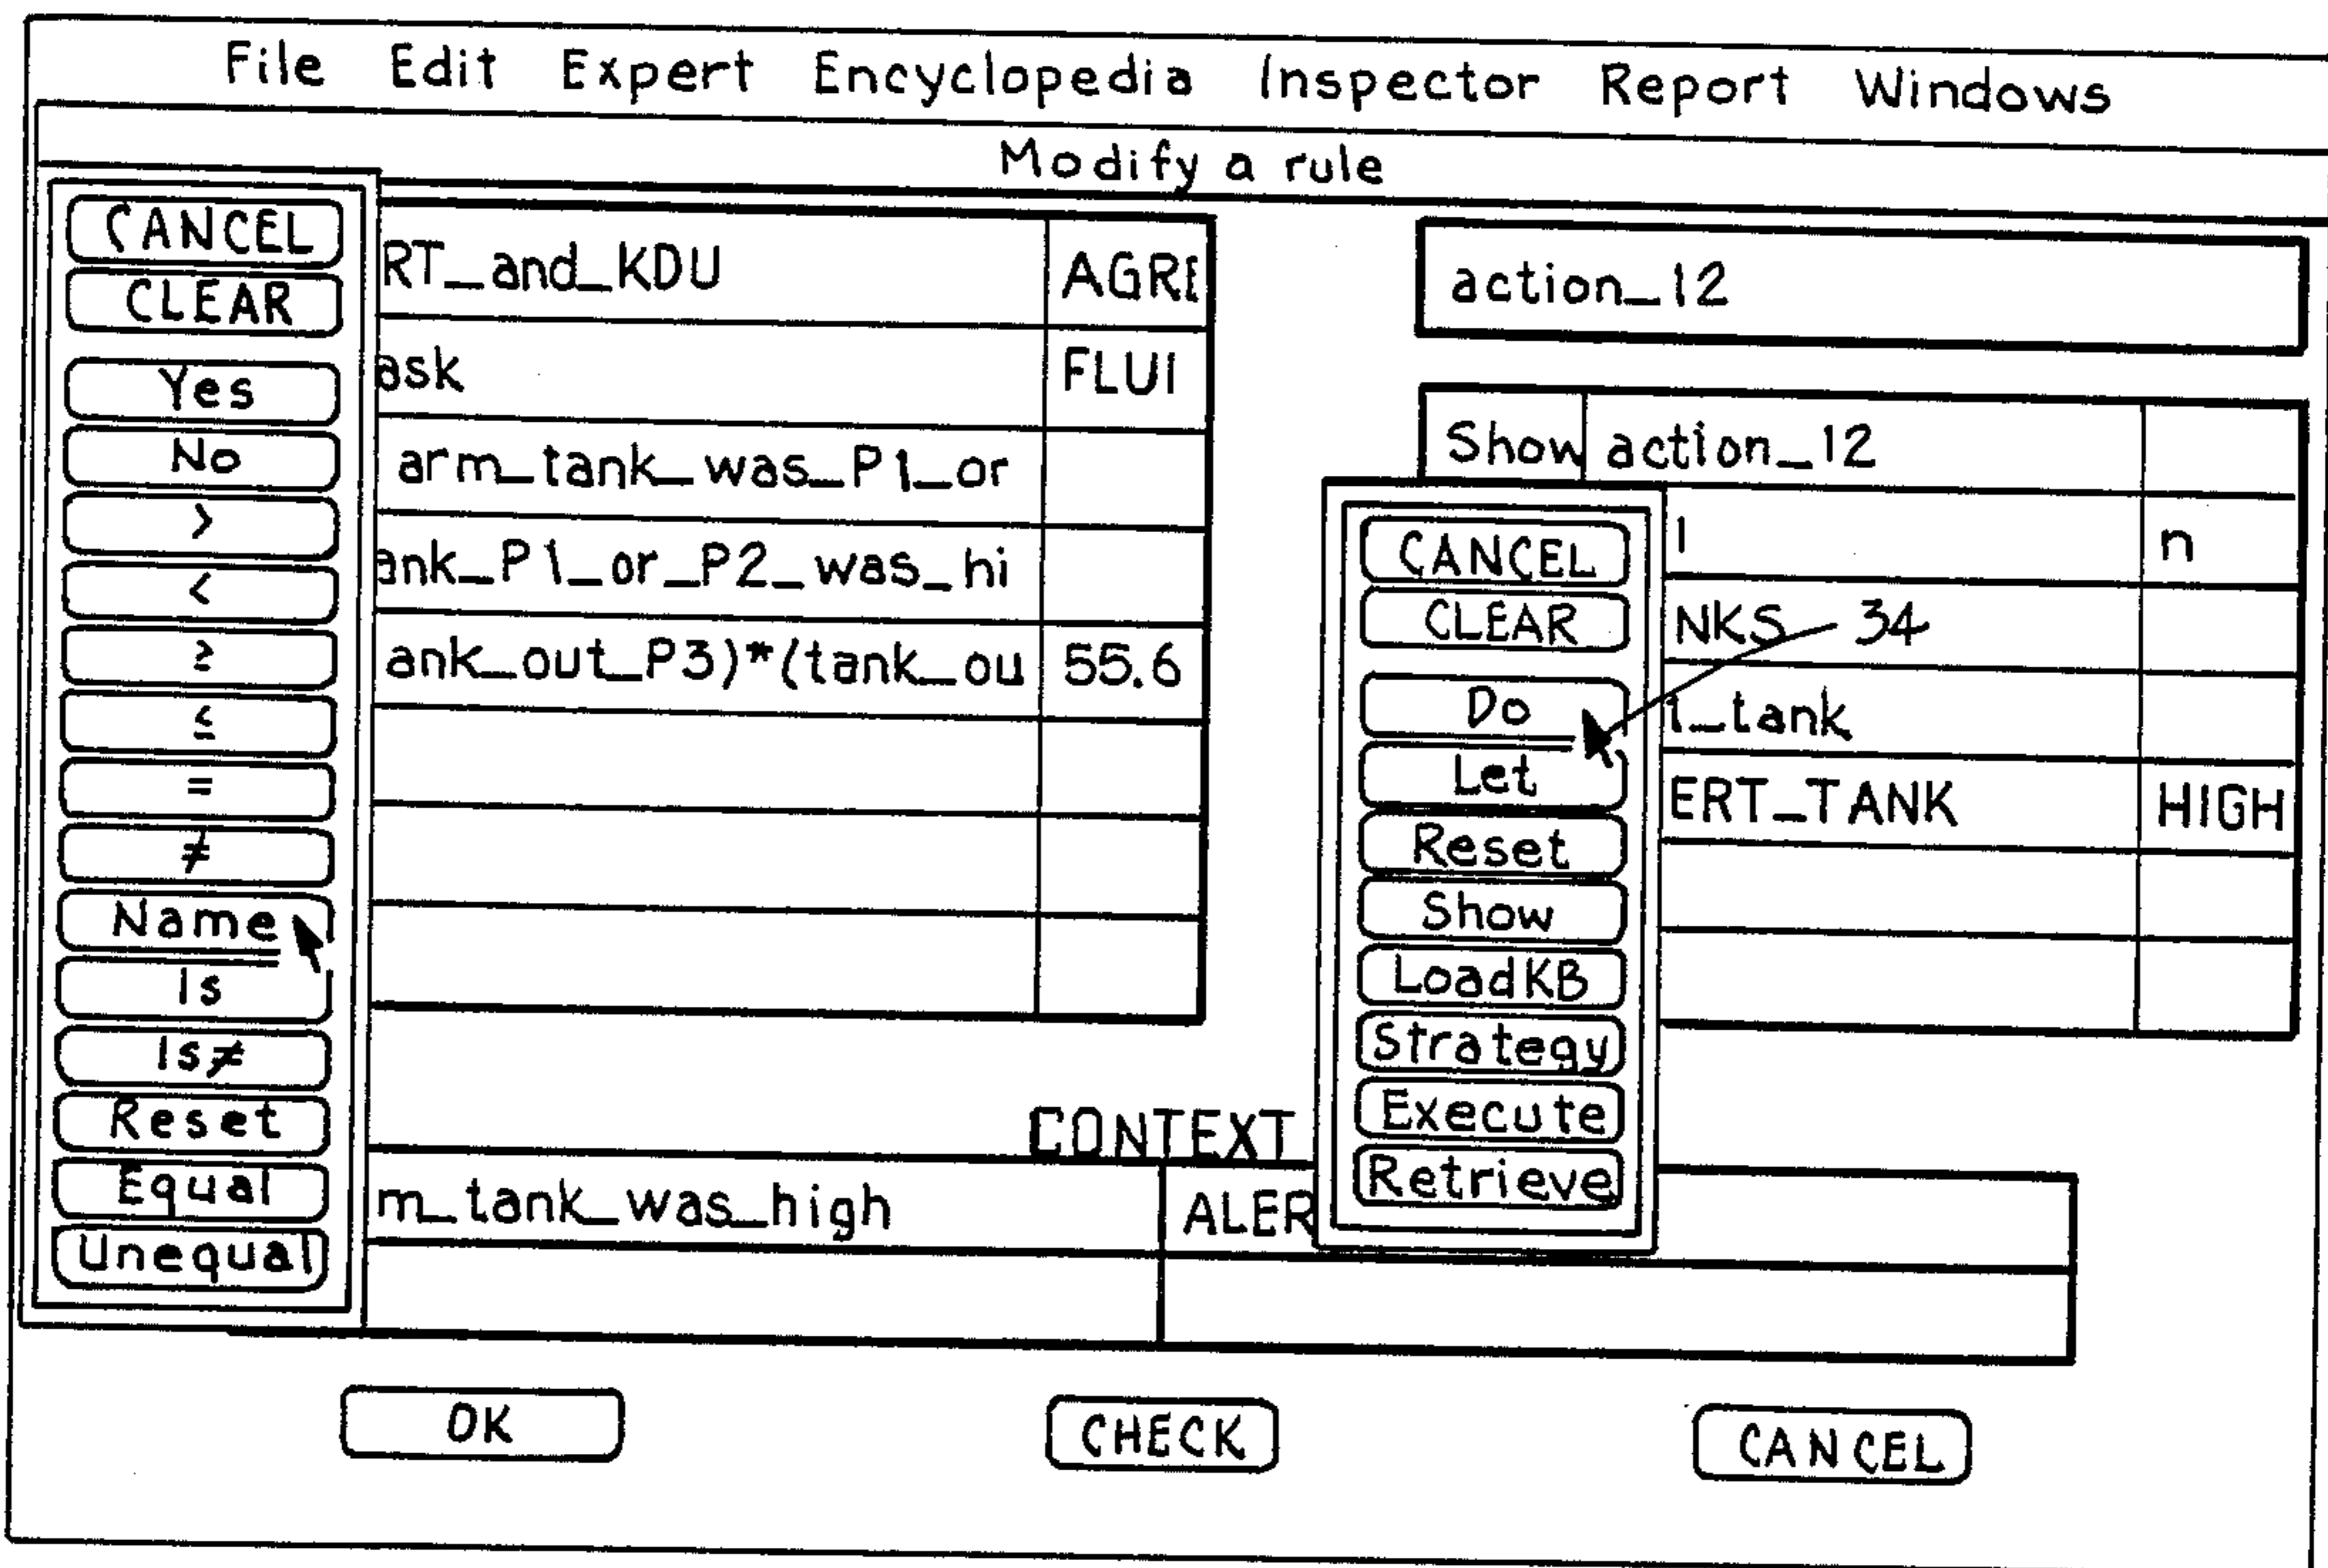 File Edit Expert Encyclopedia Inspector Report Windows
Modify a rule
CANCEL
CLEAR
Yes
No
>
<
≥
≤
=
≠
Name
Is
Is≠
Reset
Equal
Unequal
RT_and_KDU AGRE
ask FLUI
arm_tank_was_P1_or
ank_P1_or_P2_was_hi
ank_out_P3)*(tank_ou 55.6
action_12
Show action_12
CANCEL
CLEAR
Do
Let
Reset
Show
LoadKB
Strategy
Execute
Retrieve
n
NKS 34
_tank
ERT_TANK HIGH
CONTEXT
m_tank_was_high ALER
OK CHECK CANCEL